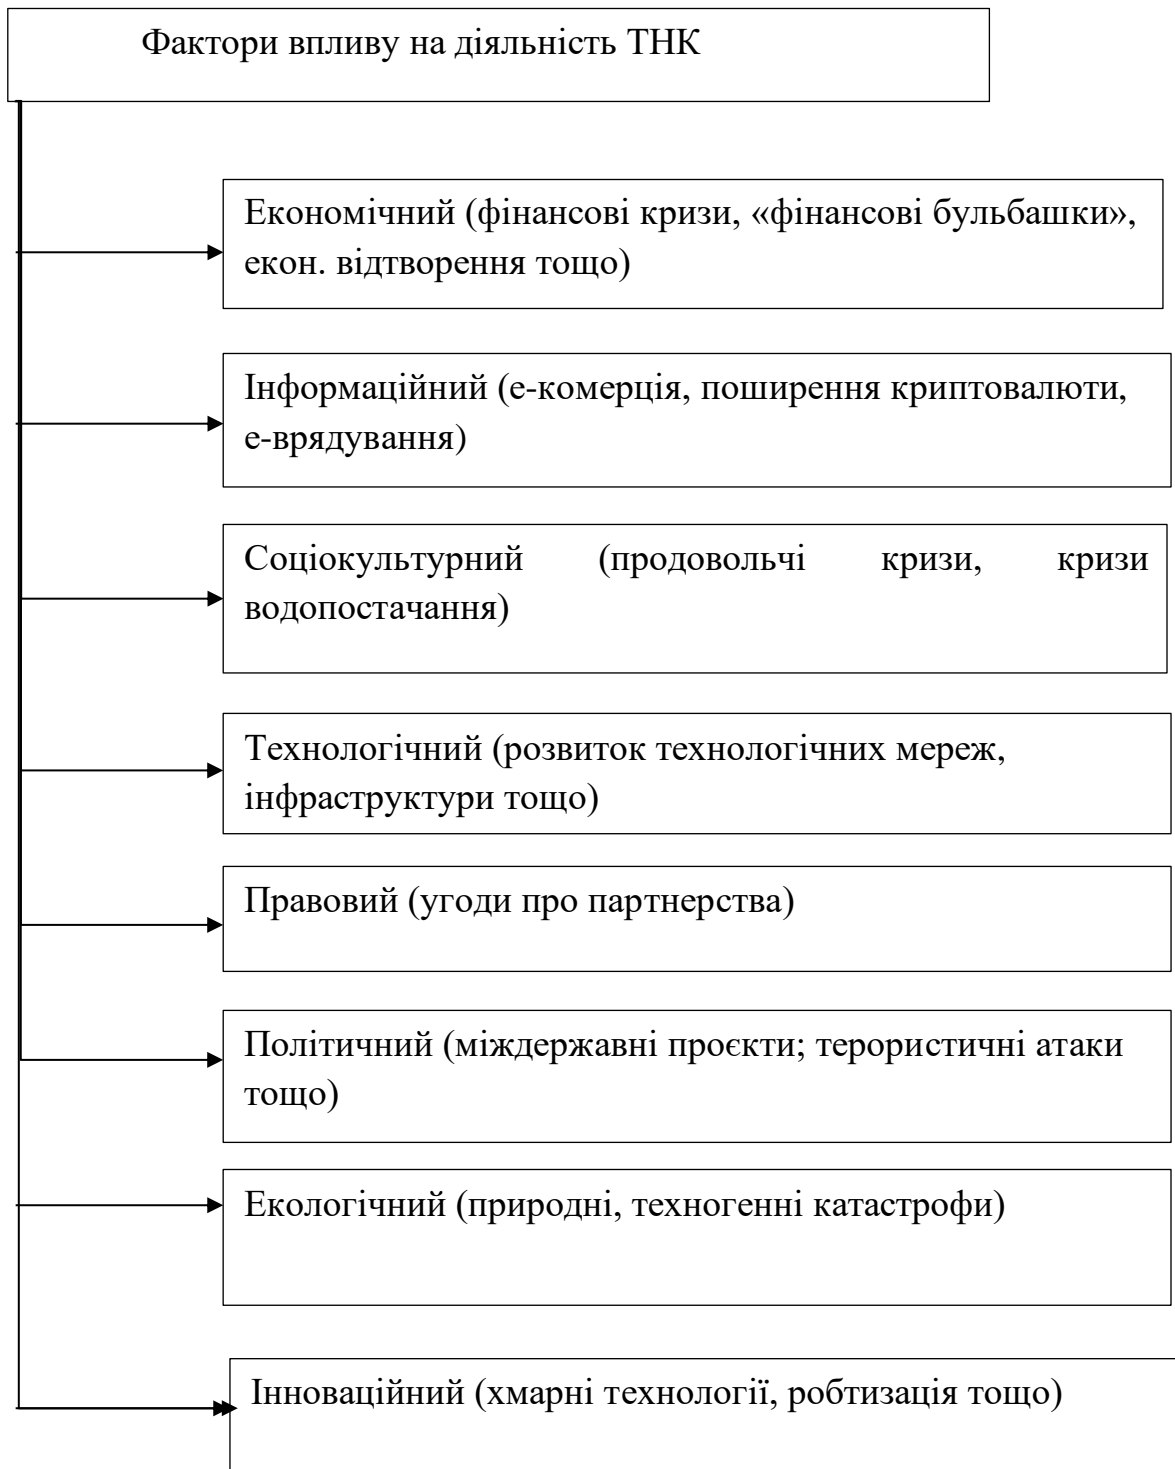 Фактори впливу на діяльність ТНК
Економічний (фінансові кризи, «фінансові бульбашки»,
екон. відтворення тощо)
Інформаційний (е-комерція, поширення криптовалюти,
е-врядування)
Соціокультурний (продовольчі кризи, кризи
водопостачання)
Технологічний (розвиток технологічних мереж,
інфраструктури тощо)
Правовий (угоди про партнерства)
Політичний (міждержавні проєкти; терористичні атаки
тощо)
Екологічний (природні, техногенні катастрофи)
Інноваційний (хмарні технології, робтизація тощо)